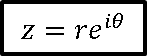 z = re^{iθ}